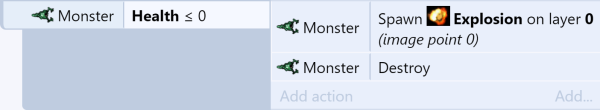 Monster Health ≤ 0
Monster Spawn Explosion on layer 0
(image point 0)
Monster Destroy
Add action Add...